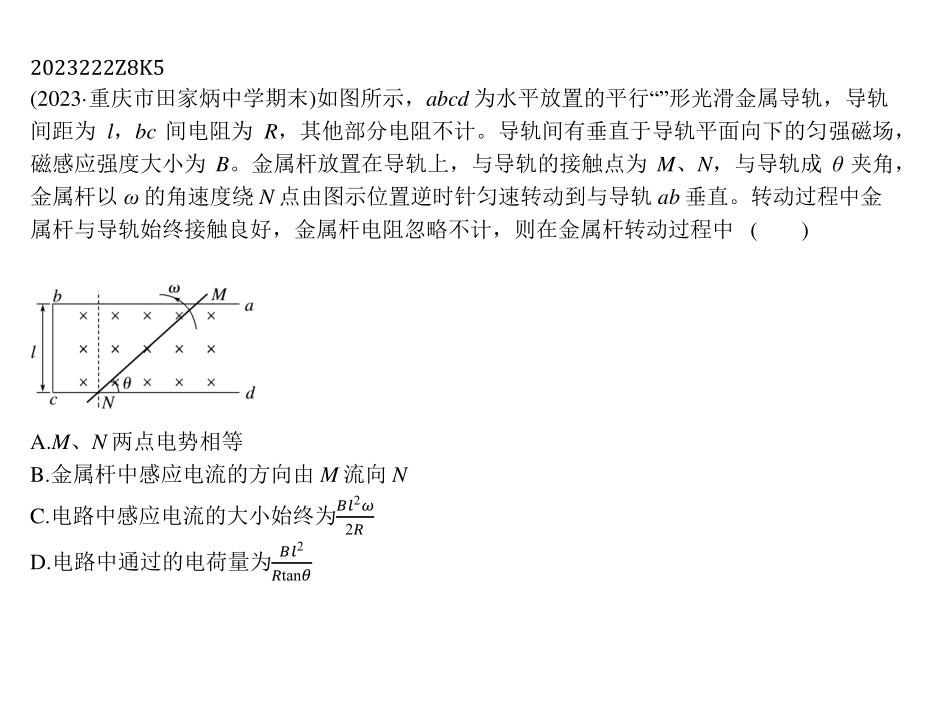 2023222Z8K5
(2023·重庆市田家炳中学期末)如图所示，abcd 为水平放置的平行“”形光滑金属导轨，导轨
间距为 l，bc 间电阻为 R，其他部分电阻不计。导轨间有垂直于导轨平面向下的匀强磁场，
磁感应强度大小为 B。金属杆放置在导轨上，与导轨的接触点为 M、N，与导轨成 θ 夹角，
金属杆以 ω 的角速度绕 N 点由图示位置逆时针匀速转动到与导轨 ab 垂直。转动过程中金
属杆与导轨始终接触良好，金属杆电阻忽略不计，则在金属杆转动过程中 (　　)
b ω M a
l θ
c N d
A.M、N 两点电势相等
B.金属杆中感应电流的方向由 M 流向 N
C.电路中感应电流的大小始终为\frac{Bl^2ω}{2R}
D.电路中通过的电荷量为\frac{Bl^2}{Rtanθ}